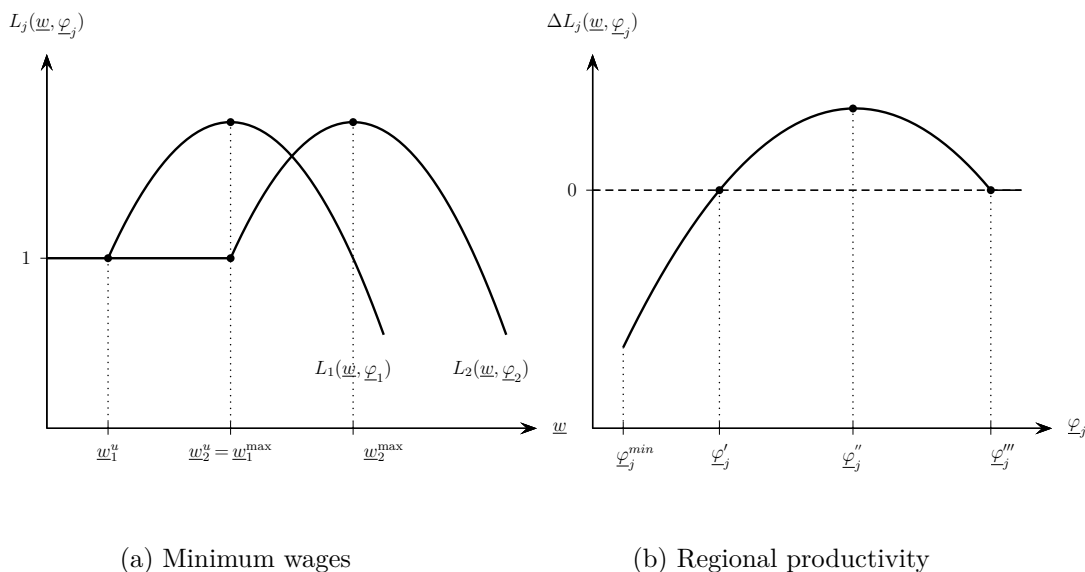 L_j(w̲, φ̲_j)
1
L_1(w̲, φ̲_1)
L_2(w̲, φ̲_2)
w̲_1^u
w̲_2^u = w̲_1^max
w̲_2^max
w̲
(a) Minimum wages
ΔL_j(w̲, φ̲_j)
0
φ̲_j^min
φ̲_j′
φ̲_j″
φ̲_j‴
φ̲_j
(b) Regional productivity